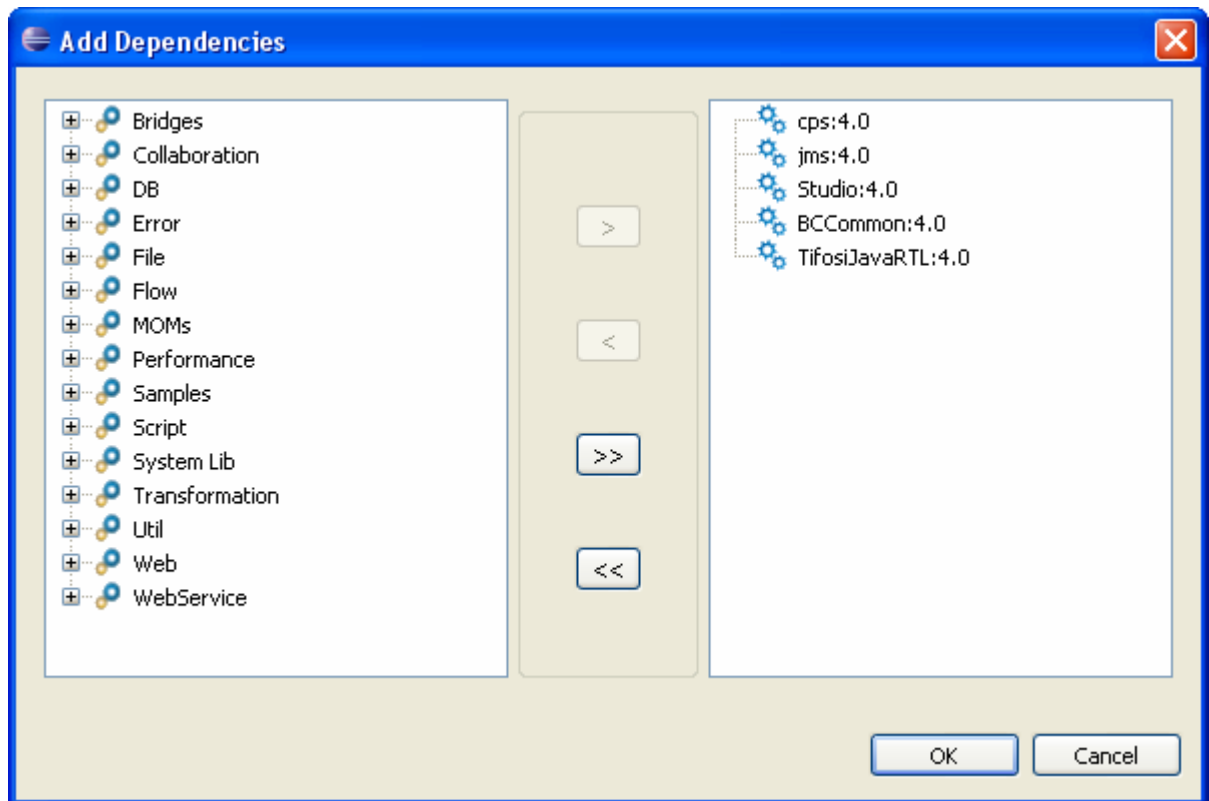 Add Dependencies
Bridges
Collaboration
DB
Error
File
Flow
MOMs
Performance
Samples
Script
System Lib
Transformation
Util
Web
WebService
>
<
>>
<<
cps:4.0
jms:4.0
Studio:4.0
BCCommon:4.0
TifosiJavaRTL:4.0
OK
Cancel